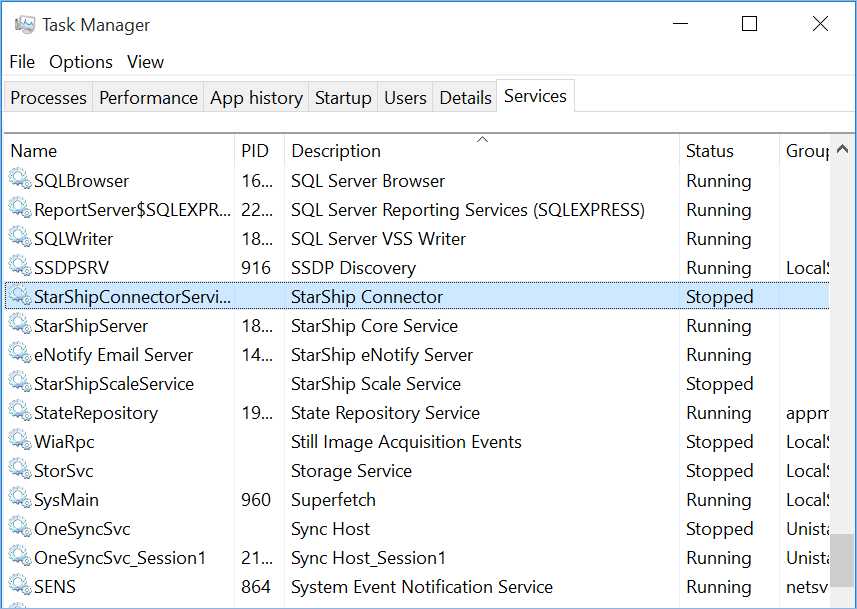 Task Manager
File Options View
Processes Performance App history Startup Users Details Services
Name PID Description Status Group
SQLBrowser 16... SQL Server Browser Running
ReportServer$SQLEXPR... 22... SQL Server Reporting Services (SQLEXPRESS) Running
SQLWriter 18... SQL Server VSS Writer Running
SSDPSRV 916 SSDP Discovery Running LocalS
StarShipConnectorServi... StarShip Connector Stopped
StarShipServer 18... StarShip Core Service Running
eNotify Email Server 14... StarShip eNotify Server Running
StarShipScaleService StarShip Scale Service Stopped
StateRepository 19... State Repository Service Running appm
WiaRpc Still Image Acquisition Events Stopped LocalS
StorSvc Storage Service Stopped LocalS
SysMain 960 Superfetch Running LocalS
OneSyncSvc Sync Host Stopped Unista
OneSyncSvc_Session1 21... Sync Host_Session1 Running Unista
SENS 864 System Event Notification Service Running netsv